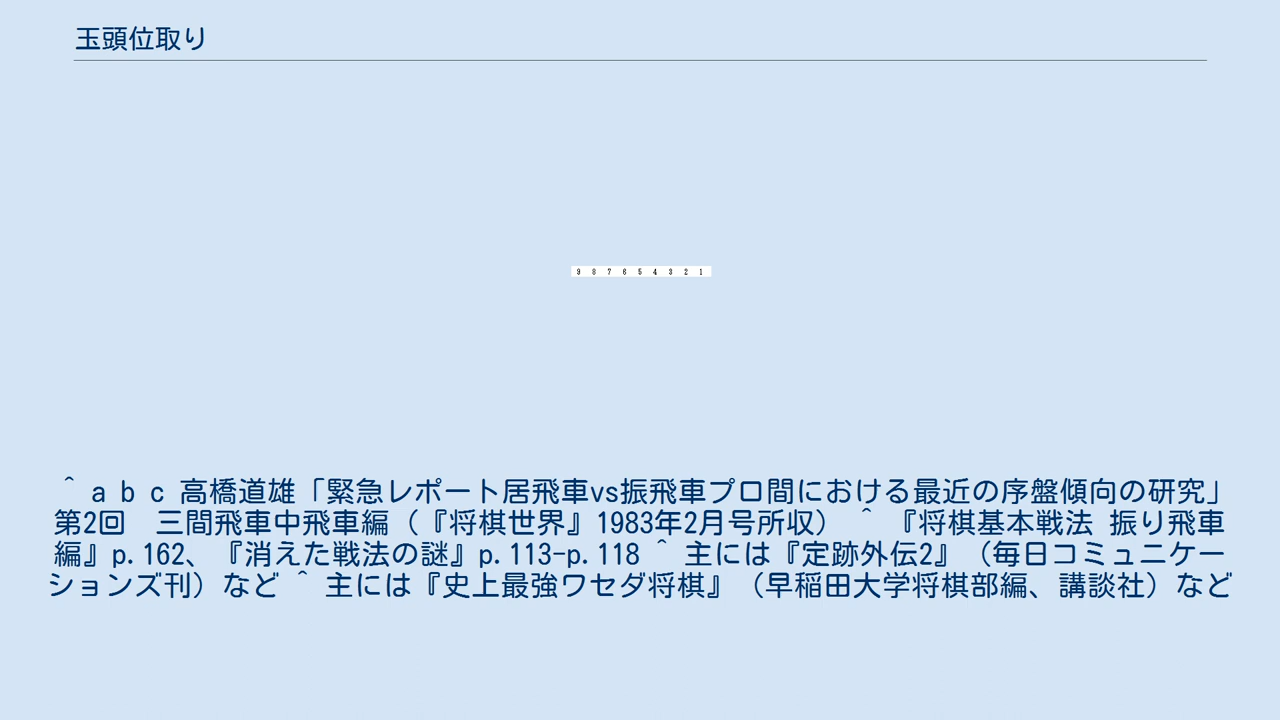 玉頭位取り
9 8 7 6 5 4 3 2 1
^ a b c 高橋道雄「緊急レポート居飛車vs振飛車プロ間における最近の序盤傾向の研究」
第2回　三間飛車中飛車編（『将棋世界』1983年2月号所収） ^ 『将棋基本戦法 振り飛車
編』p.162、『消えた戦法の謎』p.113-p.118 ^ 主には『定跡外伝2』（毎日コミュニケー
ションズ刊）など ^ 主には『史上最強ワセダ将棋』（早稲田大学将棋部編、講談社）など